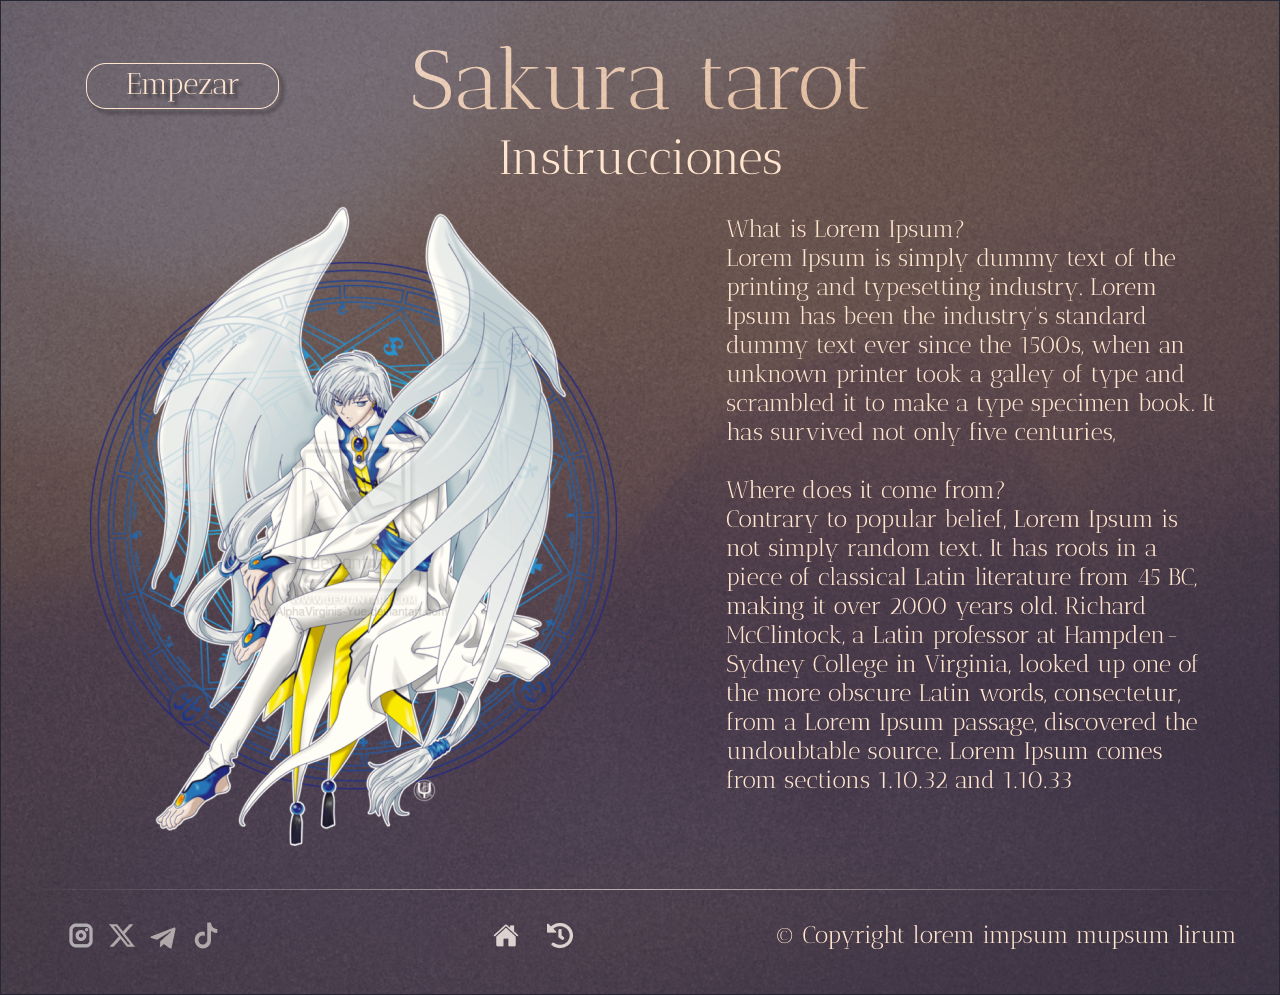 Empezar
Sakura tarot
Instrucciones
What is Lorem Ipsum?
Lorem Ipsum is simply dummy text of the
printing and typesetting industry. Lorem
Ipsum has been the industry's standard
dummy text ever since the 1500s, when an
unknown printer took a galley of type and
scrambled it to make a type specimen book. It
has survived not only five centuries,
Where does it come from?
Contrary to popular belief, Lorem Ipsum is
not simply random text. It has roots in a
piece of classical Latin literature from 45 BC,
making it over 2000 years old. Richard
McClintock, a Latin professor at Hampden-
Sydney College in Virginia, looked up one of
the more obscure Latin words, consectetur,
from a Lorem Ipsum passage, discovered the
undoubtable source. Lorem Ipsum comes
from sections 1.10.32 and 1.10.33
© Copyright lorem impsum mupsum lirum